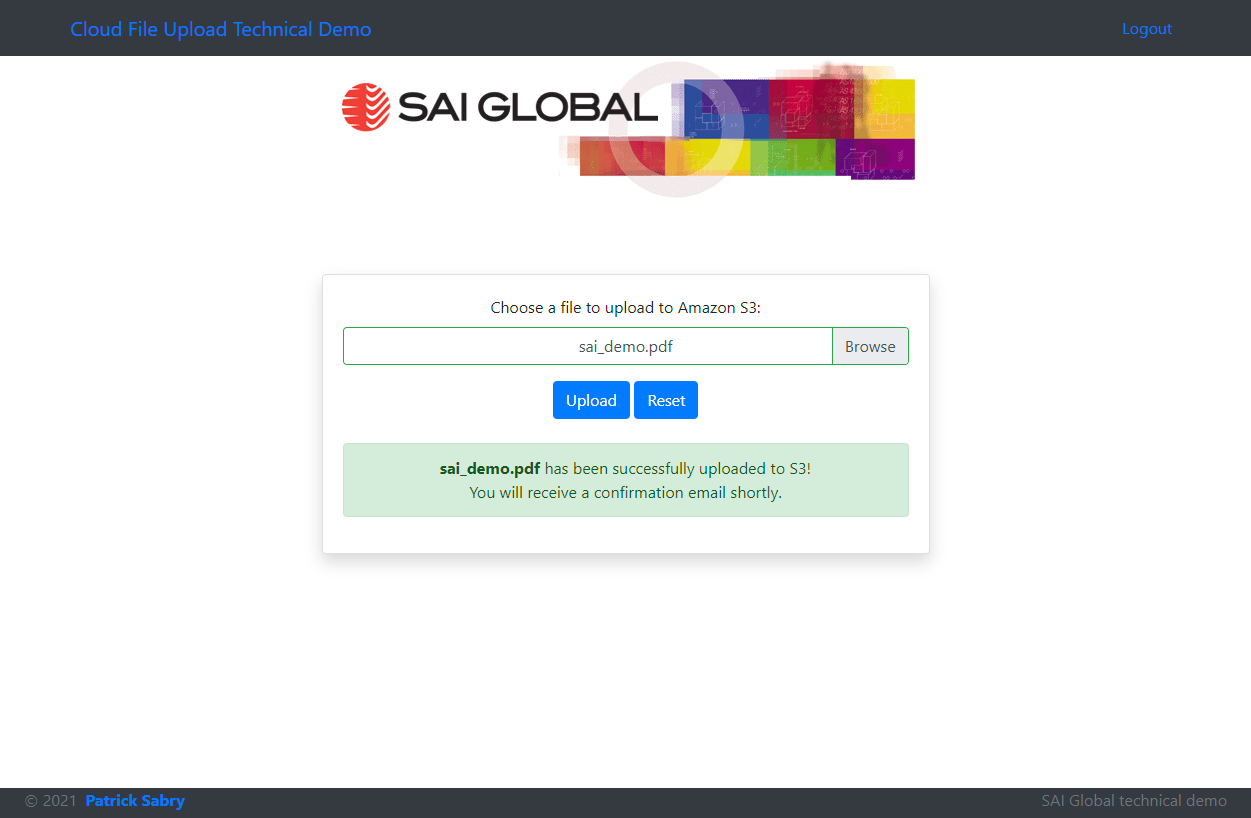 Cloud File Upload Technical Demo
Logout
SAI GLOBAL
Choose a file to upload to Amazon S3:
sai_demo.pdf
Browse
Upload
Reset
sai_demo.pdf has been successfully uploaded to S3!
You will receive a confirmation email shortly.
© 2021 Patrick Sabry
SAI Global technical demo